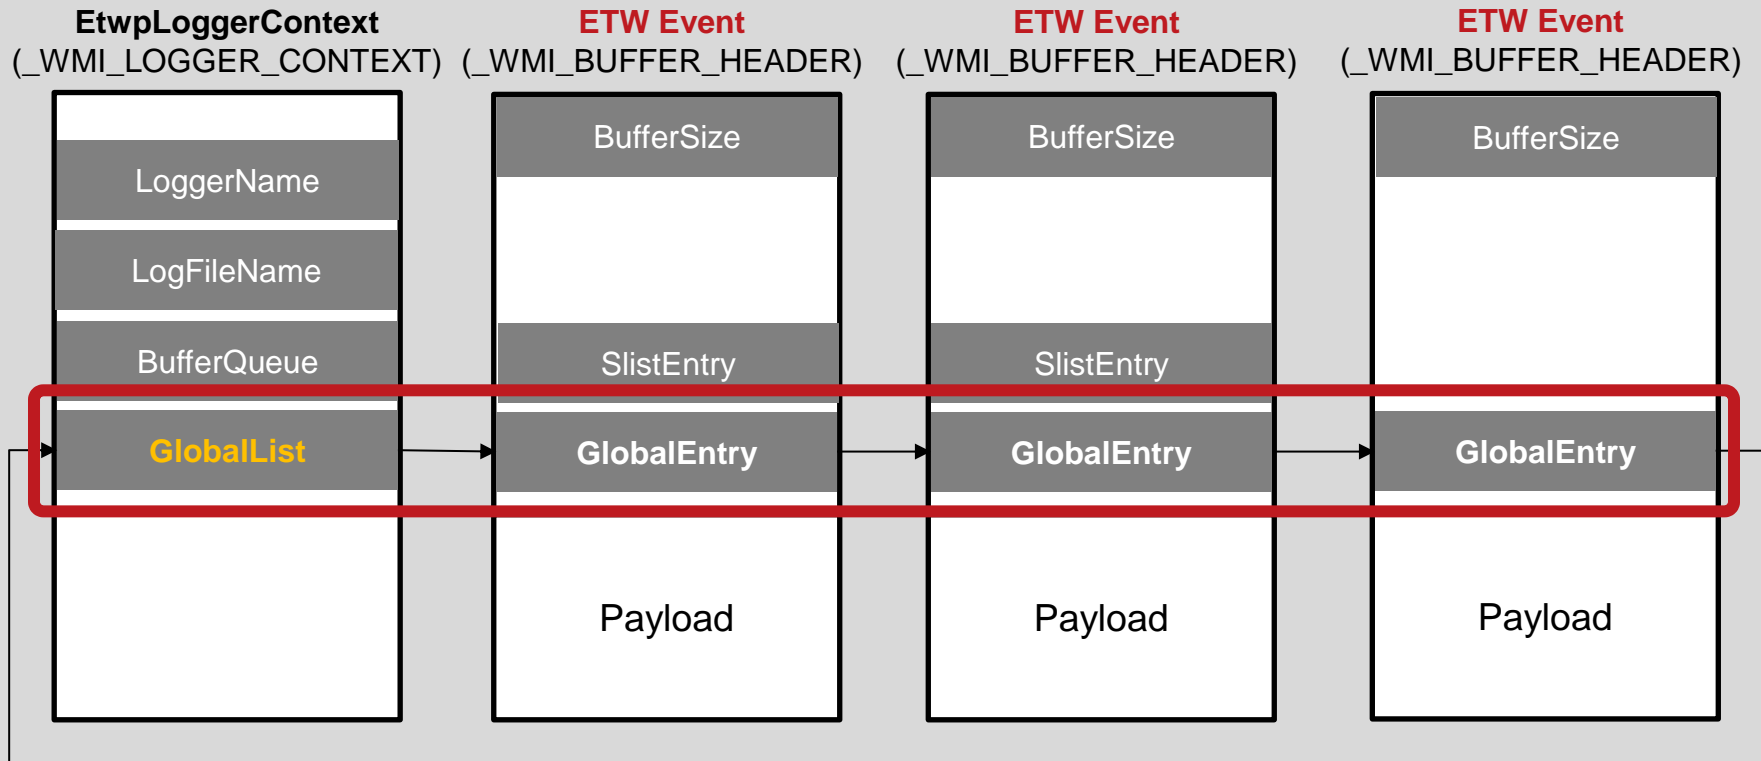 EtwpLoggerContext
(_WMI_LOGGER_CONTEXT)
LoggerName
LogFileName
BufferQueue
GlobalList
ETW Event
(_WMI_BUFFER_HEADER)
BufferSize
SlistEntry
GlobalEntry
Payload
ETW Event
(_WMI_BUFFER_HEADER)
BufferSize
SlistEntry
GlobalEntry
Payload
ETW Event
(_WMI_BUFFER_HEADER)
BufferSize
GlobalEntry
Payload